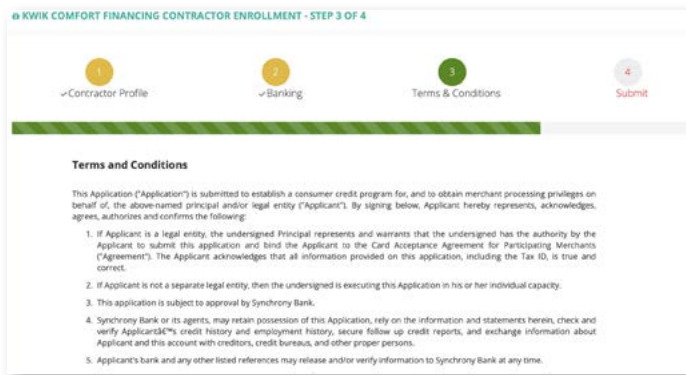 KWIK COMFORT FINANCING CONTRACTOR ENROLLMENT - STEP 3 OF 4
1
2
3
4
✓Contractor Profile
✓Banking
Terms & Conditions
Submit
Terms and Conditions
This Application ("Application") is submitted to establish a consumer credit program for, and to obtain merchant processing privileges on
behalf of, the above-named principal and/or legal entity ("Applicant"). By signing below, Applicant hereby represents, acknowledges,
agrees, authorizes and confirms the following:
1. If Applicant is a legal entity, the undersigned Principal represents and warrants that the undersigned has the authority by the
Applicant to submit this application and bind the Applicant to the Card Acceptance Agreement for Participating Merchants
("Agreement"). The Applicant acknowledges that all information provided on this application, including the Tax ID, is true and
correct.
2. If Applicant is not a separate legal entity, then the undersigned is executing this Application in his or her individual capacity.
3. This application is subject to approval by Synchrony Bank.
4. Synchrony Bank or its agents, may retain possession of this Application, rely on the information and statements herein, check and
verify Applicantâ€™s credit history and employment history, secure follow up credit reports, and exchange information about
Applicant and this account with creditors, credit bureaus, and other proper persons.
5. Applicant's bank and any other listed references may release and/or verify information to Synchrony Bank at any time.